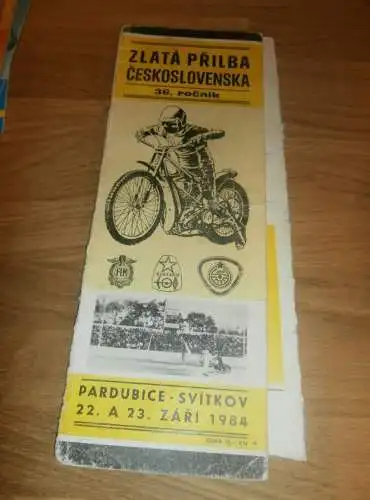 ZLATÁ PŘILBA
ČESKOSLOVENSKA
36. ročník
PARDUBICE - SVÍTKOV
22. A 23. ZÁŘÍ 1984